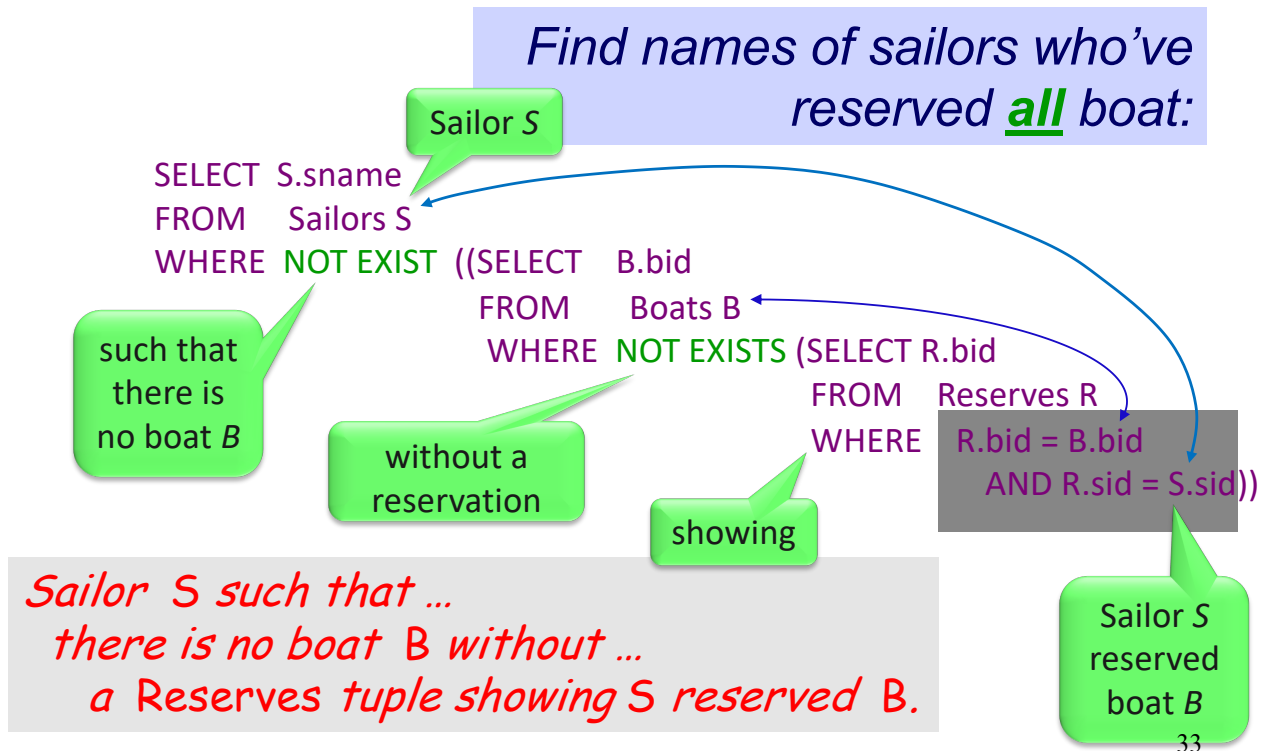 Find names of sailors who've
reserved all boat:
Sailor S
SELECT S.sname
FROM Sailors S
WHERE NOT EXIST ((SELECT B.bid
FROM Boats B
WHERE NOT EXISTS (SELECT R.bid
FROM Reserves R
WHERE R.bid = B.bid
AND R.sid = S.sid))
such that
there is
no boat B
without a
reservation
showing
Sailor S
reserved
boat B
Sailor S such that ...
there is no boat B without ...
a Reserves tuple showing S reserved B.
33